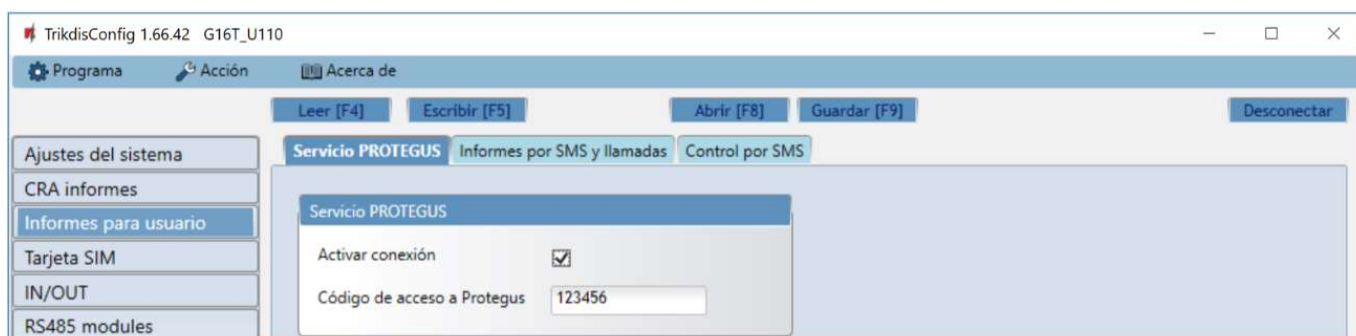 TrikdisConfig 1.66.42 G16T_U110
Programa Acción Acerca de
Leer [F4] Escribir [F5] Abrir [F8] Guardar [F9] Desconectar
Ajustes del sistema
CRA informes
Informes para usuario
Tarjeta SIM
IN/OUT
RS485 modules
Servicio PROTEGUS Informes por SMS y llamadas Control por SMS
Servicio PROTEGUS
Activar conexión
Código de acceso a Protegus 123456